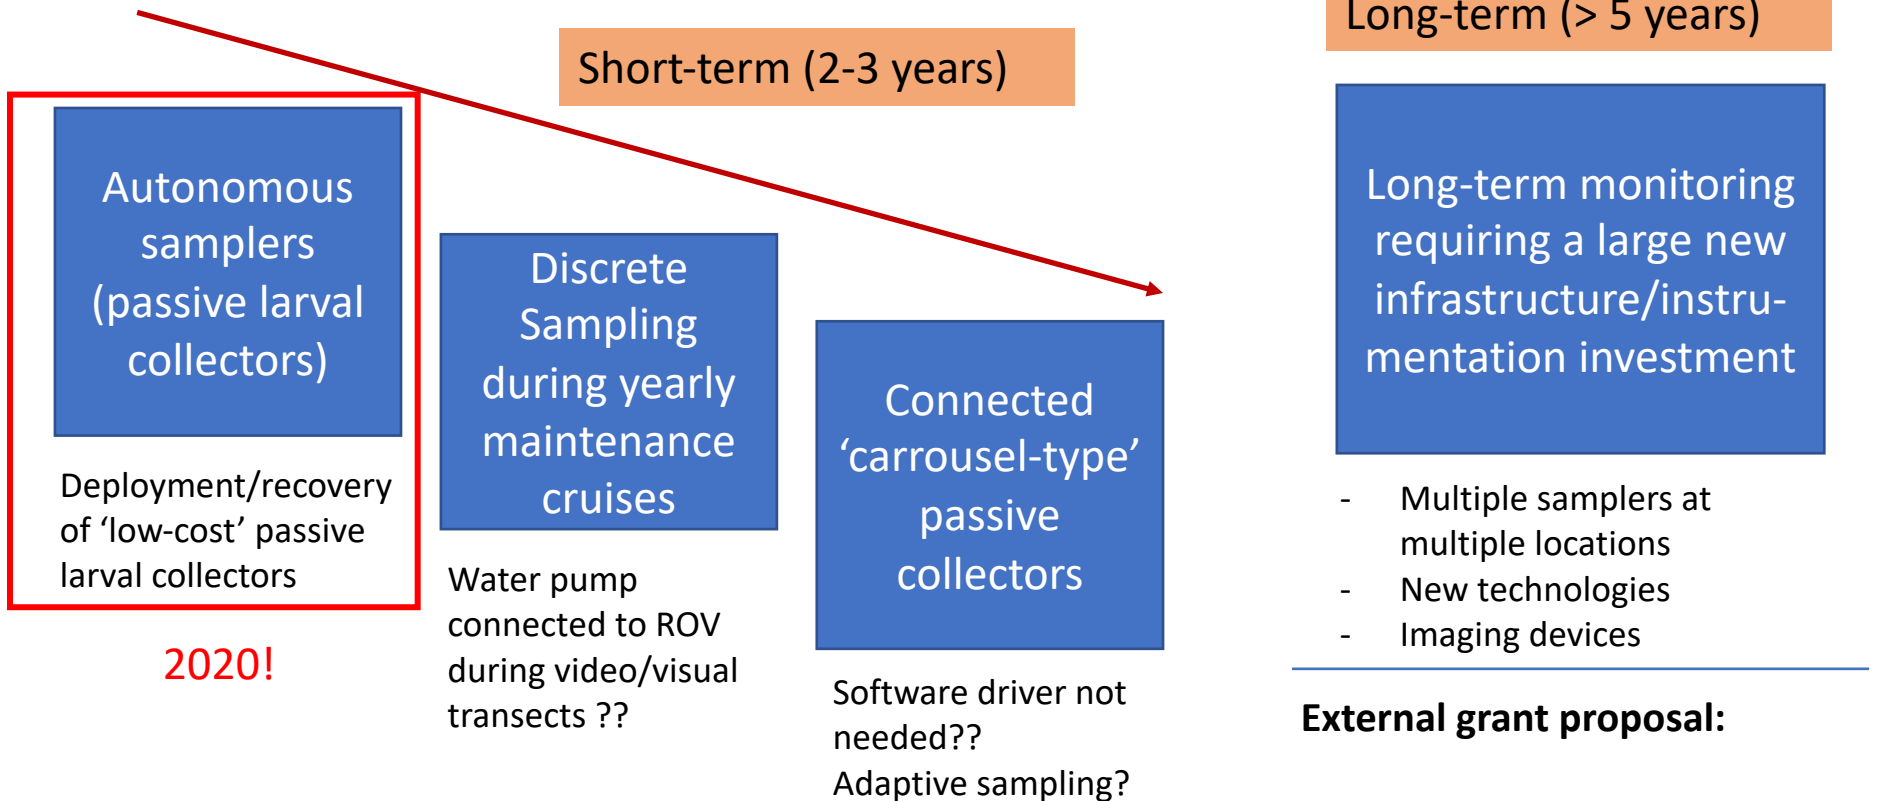 Short-term (2-3 years)
Long-term (> 5 years)
Autonomous
samplers
(passive larval
collectors)
Deployment/recovery
of ‘low-cost’ passive
larval collectors
2020!
Discrete
Sampling
during yearly
maintenance
cruises
Water pump
connected to ROV
during video/visual
transects ??
Connected
‘carrousel-type’
passive
collectors
Software driver not
needed??
Adaptive sampling?
Long-term monitoring
requiring a large new
infrastructure/instru-
mentation investment
- Multiple samplers at
multiple locations
- New technologies
- Imaging devices
External grant proposal: